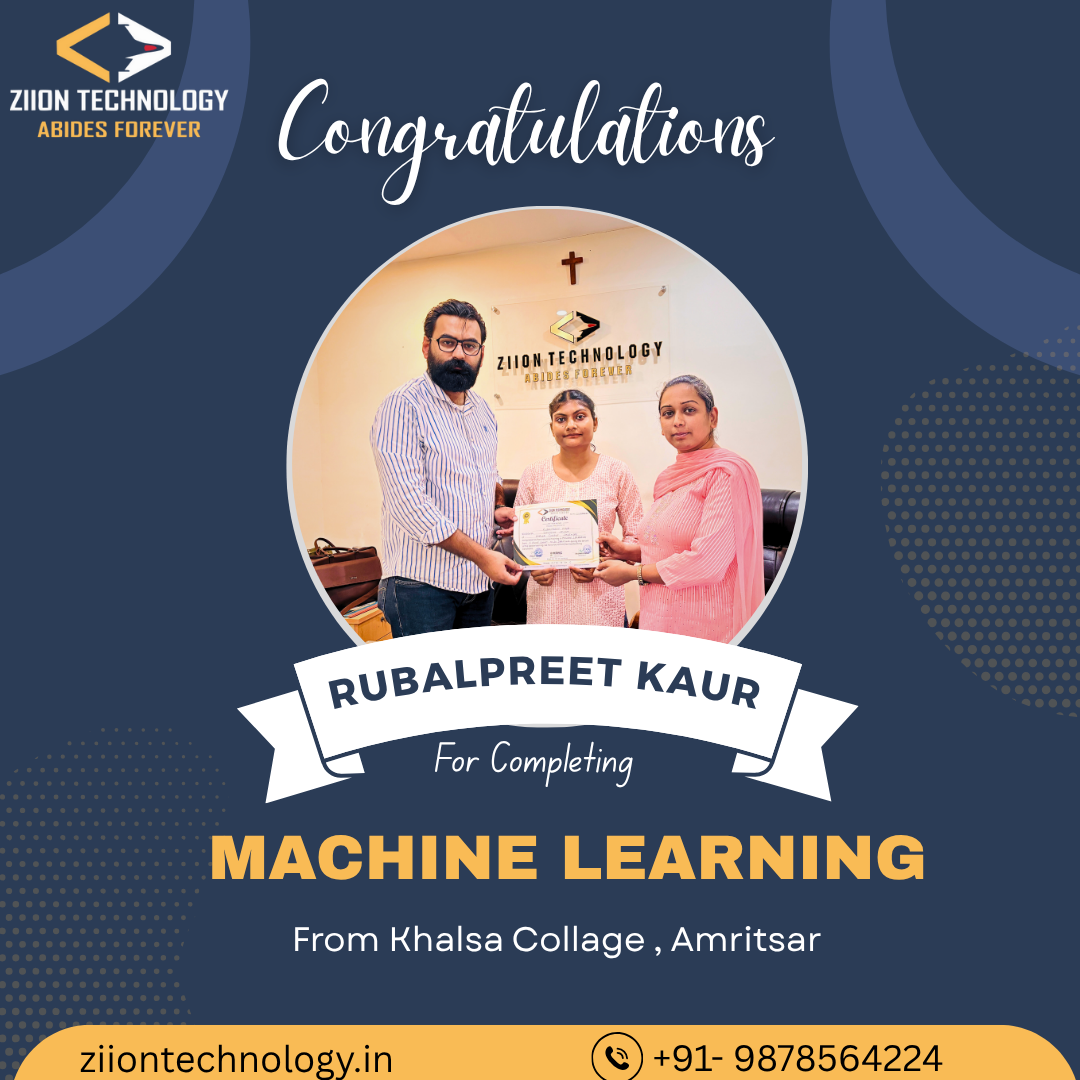 ZIION TECHNOLOGY
ABIDES FOREVER
Congratulations
ZIION TECHNOLOGY
ABIDES FOREVER
Certificate
RUBALPREET KAUR
For Completing
MACHINE LEARNING
From Khalsa Collage , Amritsar
ziiontechnology.in
+91- 9878564224